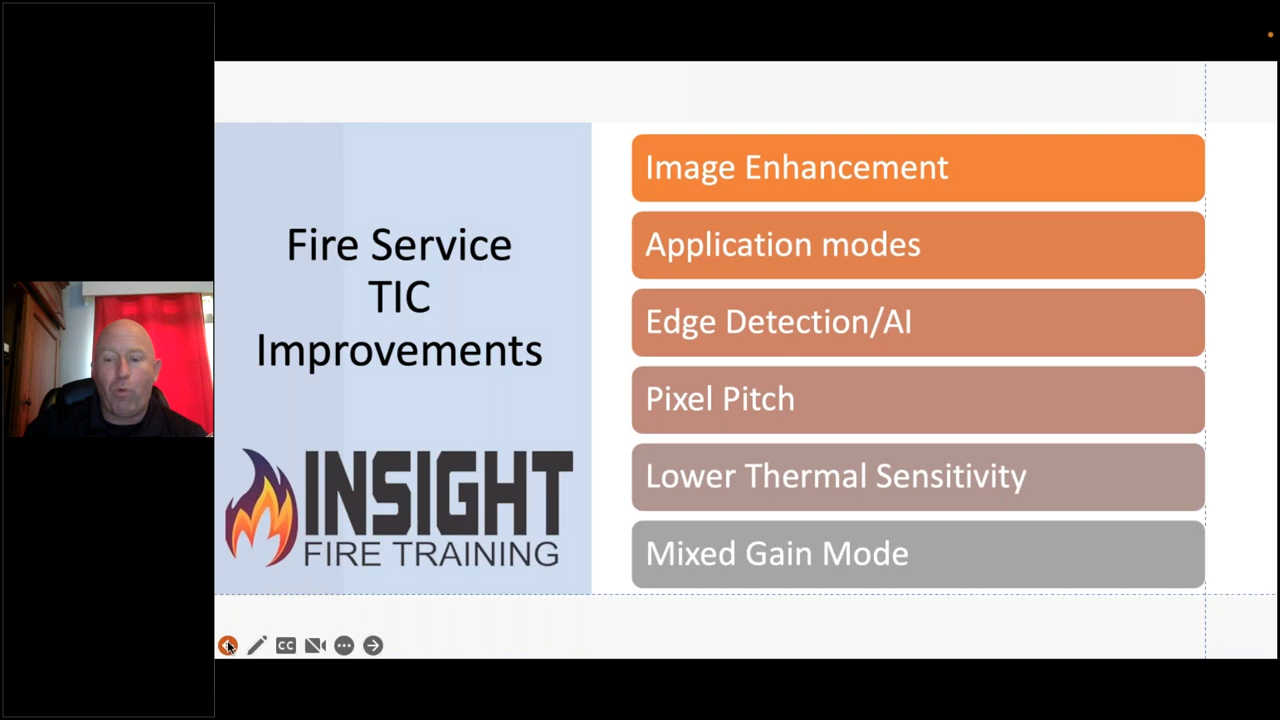 Fire Service
TIC
Improvements
INSIGHT
FIRE TRAINING
Image Enhancement
Application modes
Edge Detection/AI
Pixel Pitch
Lower Thermal Sensitivity
Mixed Gain Mode
CC